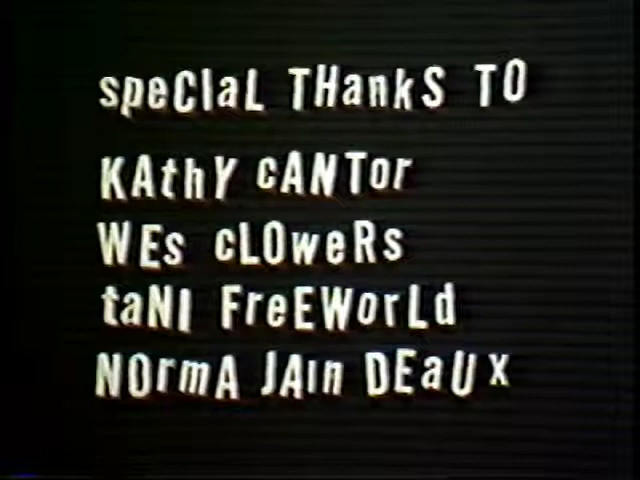 speCIaL THankS TO
KAthY cANTor
WEs cLOweRs
taNI FreEWorLd
NOrmA JAin DEaUx